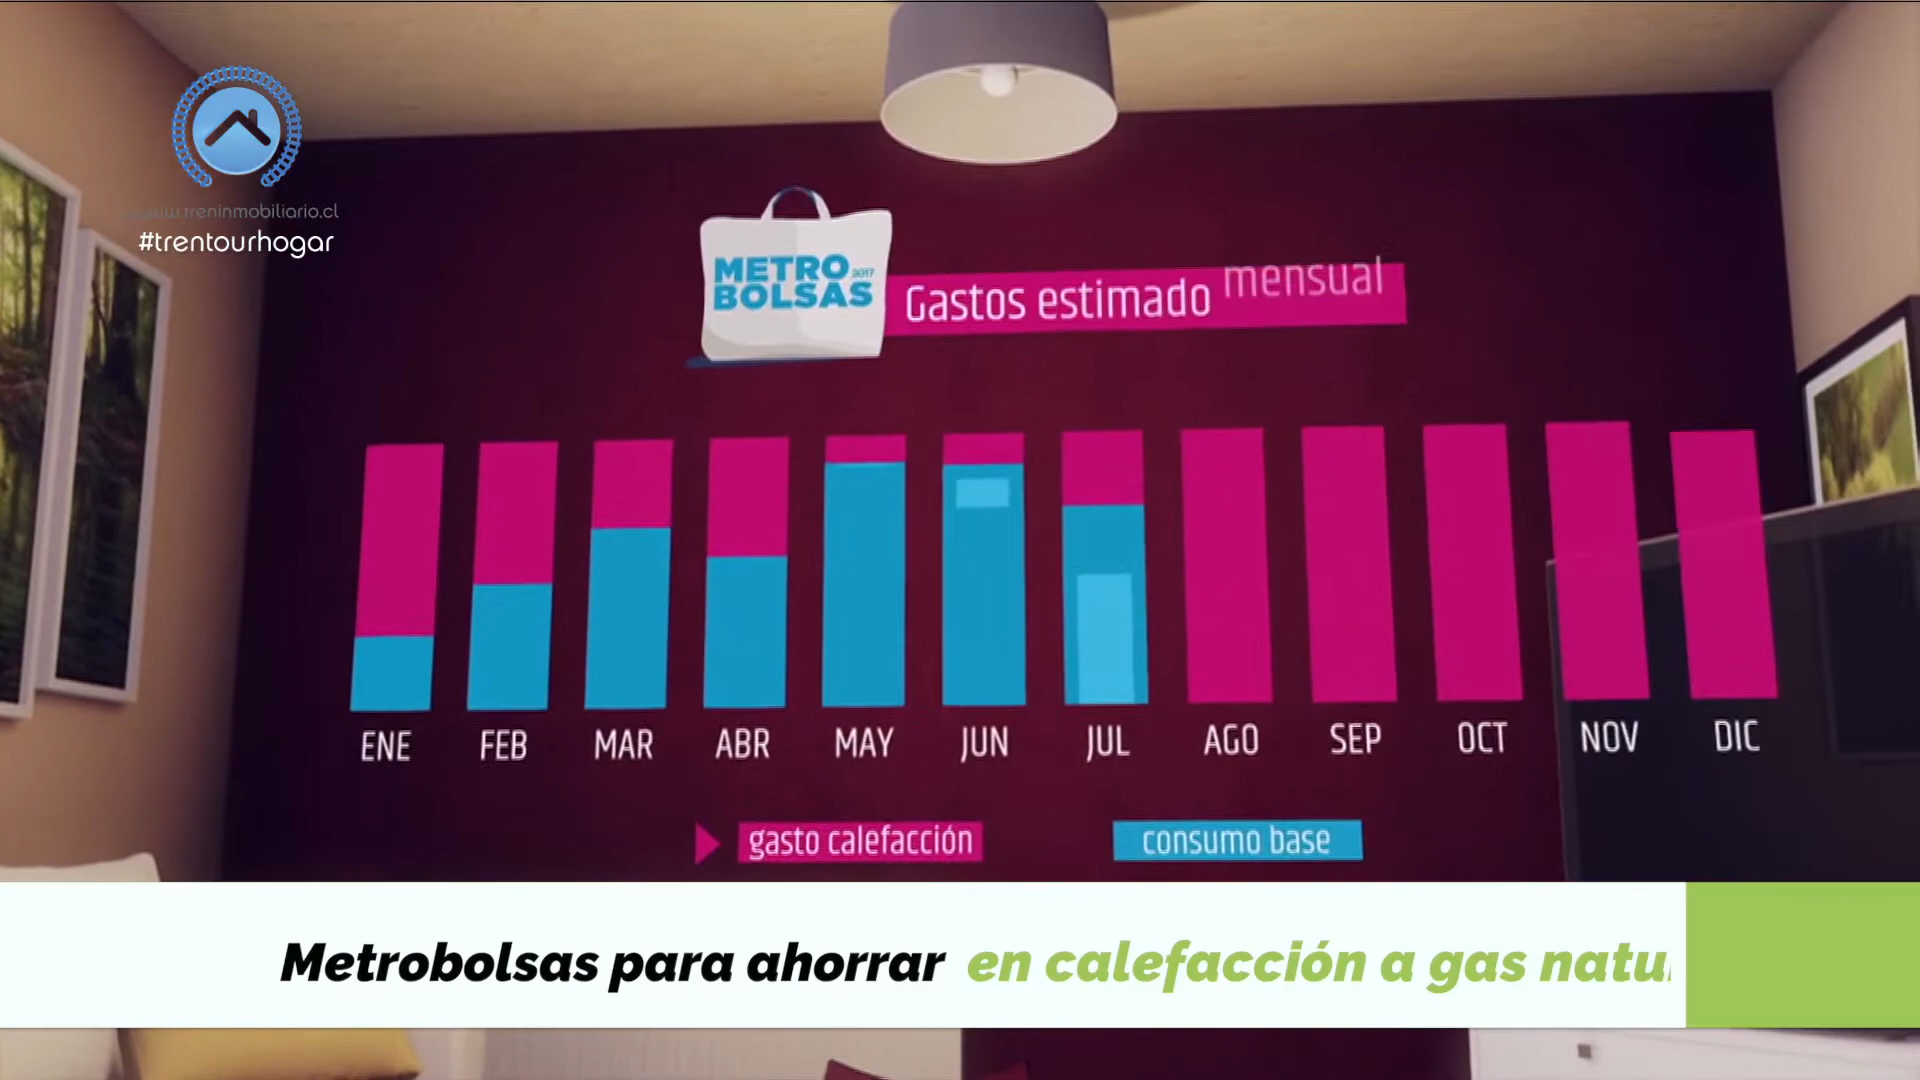 www.treninmobiliario.cl
#trentourhogar
METRO 2017
BOLSAS
Gastos estimado mensual
ENE FEB MAR ABR MAY JUN JUL AGO SEP OCT NOV DIC
gasto calefacción consumo base
Metrobolsas para ahorrar en calefacción a gas natu